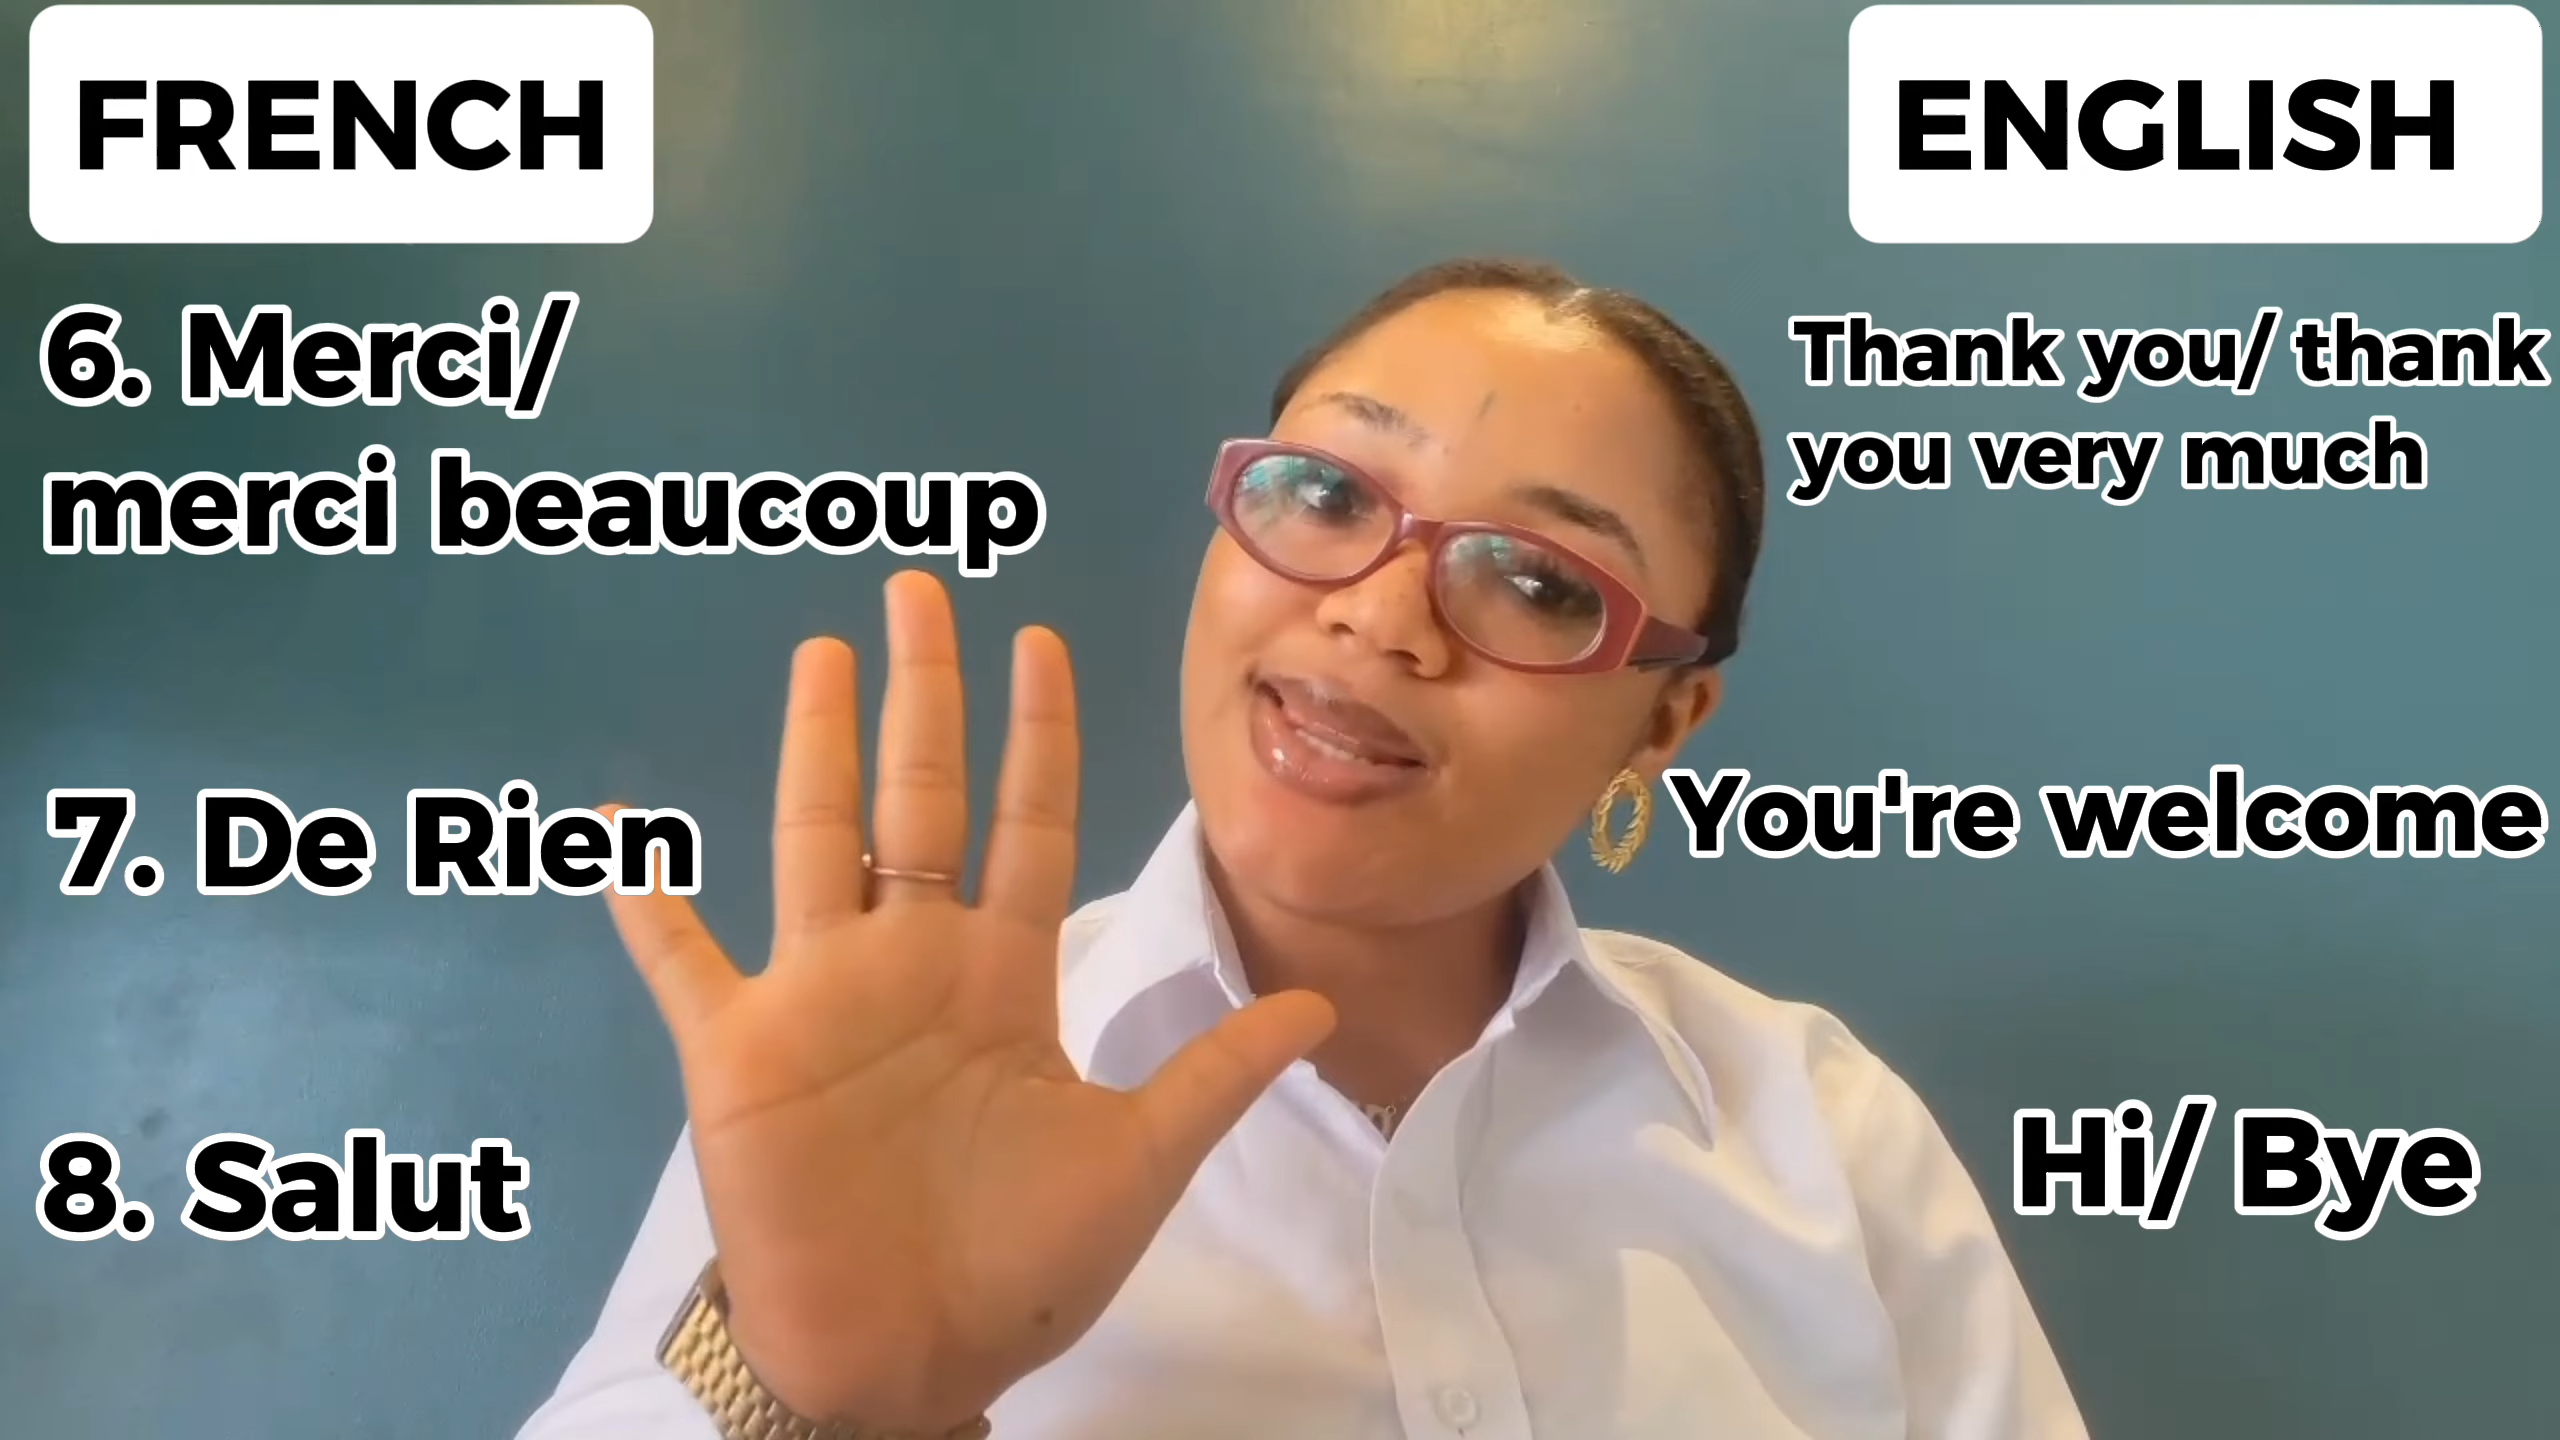 FRENCH
ENGLISH
6. Merci/
merci beaucoup
Thank you/ thank
you very much
7. De Rien
You're welcome
8. Salut
Hi/ Bye